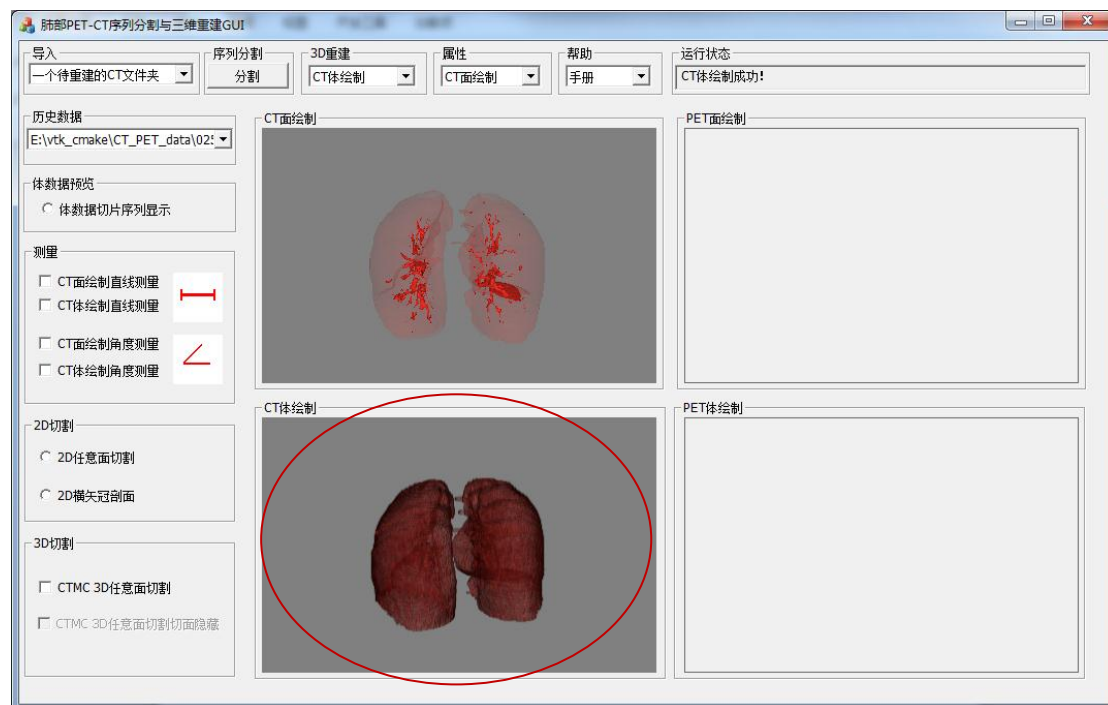 肺部PET-CT序列分割与三维重建GUI
导入
序列分割
3D重建
属性
帮助
运行状态
一个待重建的CT文件夹
分割
CT体绘制
CT面绘制
手册
CT体绘制成功!
历史数据
E:\vtk_cmake\CT_PET_data\025
体数据预览
体数据切片序列显示
测量
CT面绘制直线测量
CT体绘制直线测量
CT面绘制角度测量
CT体绘制角度测量
2D切割
2D任意面切割
2D横矢冠剖面
3D切割
CTMC 3D任意面切割
CTMC 3D任意面切割切面隐藏
CT面绘制
PET面绘制
CT体绘制
PET体绘制